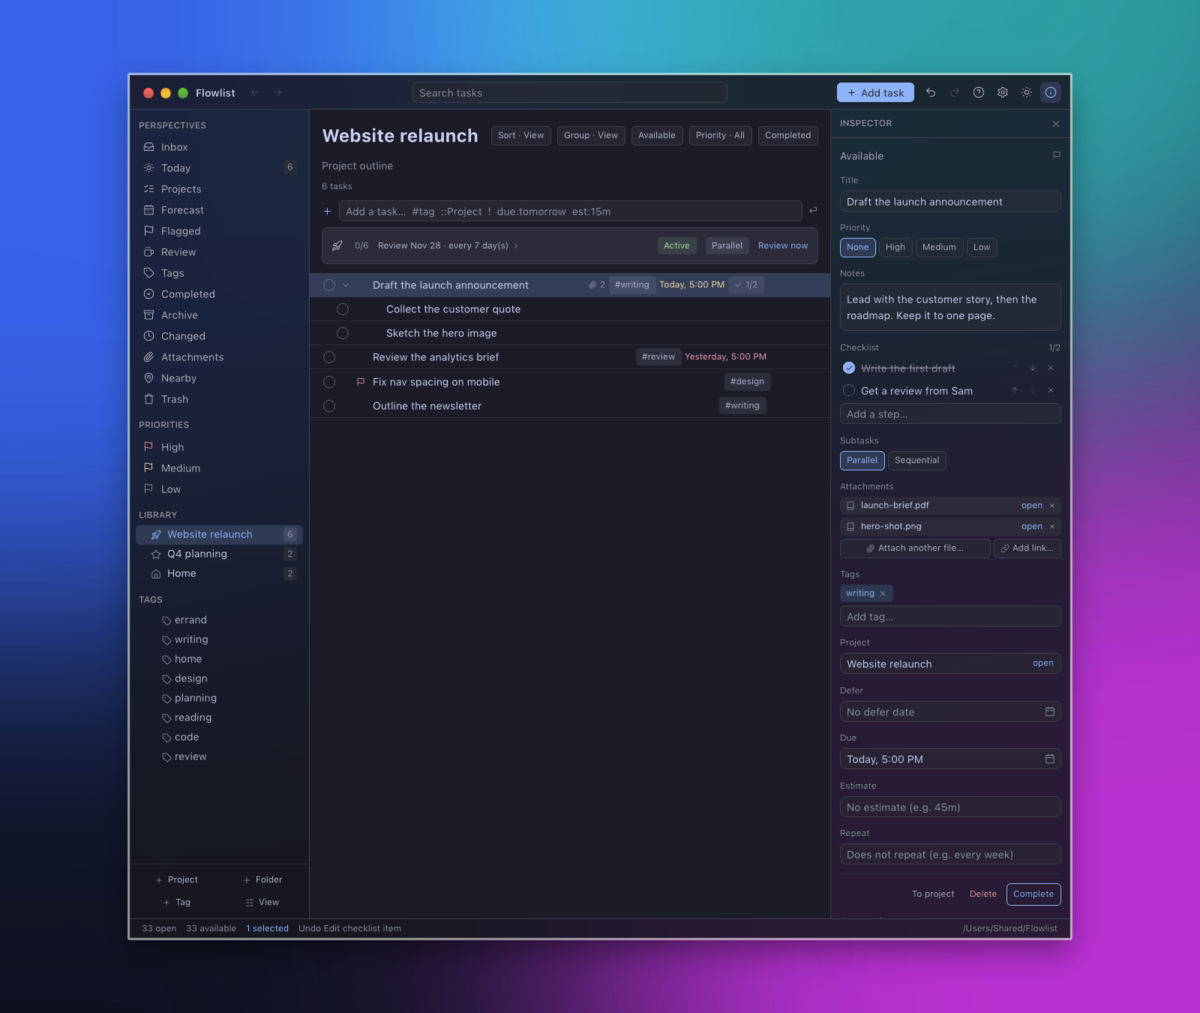 Flowlist
Search tasks
+ Add task
PERSPECTIVES
Inbox
Today 6
Projects
Forecast
Flagged
Review
Tags
Completed
Archive
Changed
Attachments
Nearby
Trash
PRIORITIES
High
Medium
Low
LIBRARY
Website relaunch 6
Q4 planning 2
Home 2
TAGS
errand
writing
home
design
planning
reading
code
review
+ Project + Folder
+ Tag View
Website relaunch Sort · View Group · View Available Priority · All Completed
Project outline
6 tasks
+ Add a task... #tag ::Project ! due:tomorrow est:15m
0/6 Review Nov 28 · every 7 day(s) › Active Parallel Review now
Draft the launch announcement 2 #writing Today, 5:00 PM ✓ 1/2
Collect the customer quote
Sketch the hero image
Review the analytics brief #review Yesterday, 5:00 PM
Fix nav spacing on mobile #design
Outline the newsletter #writing
INSPECTOR
Available
Title
Draft the launch announcement
Priority
None High Medium Low
Notes
Lead with the customer story, then the
roadmap. Keep it to one page.
Checklist 1/2
Write the first draft
Get a review from Sam
Add a step...
Subtasks
Parallel Sequential
Attachments
launch-brief.pdf open ×
hero-shot.png open ×
Attach another file... Add link...
Tags
writing ×
Add tag...
Project
Website relaunch open
Defer
No defer date
Due
Today, 5:00 PM
Estimate
No estimate (e.g. 45m)
Repeat
Does not repeat (e.g. every week)
To project Delete Complete
33 open 33 available 1 selected Undo Edit checklist item /Users/Shared/Flowlist